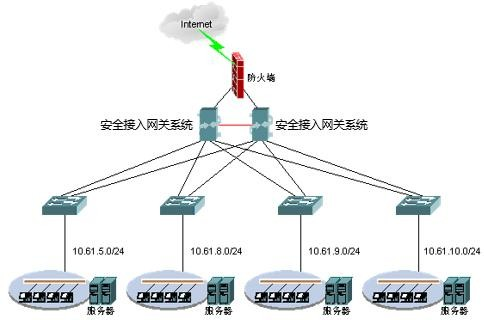 Internet
防火墙
安全接入网关系统
安全接入网关系统
10.61.5.0/24
10.61.8.0/24
10.61.9.0/24
10.61.10.0/24
服务器
服务器
服务器
服务器